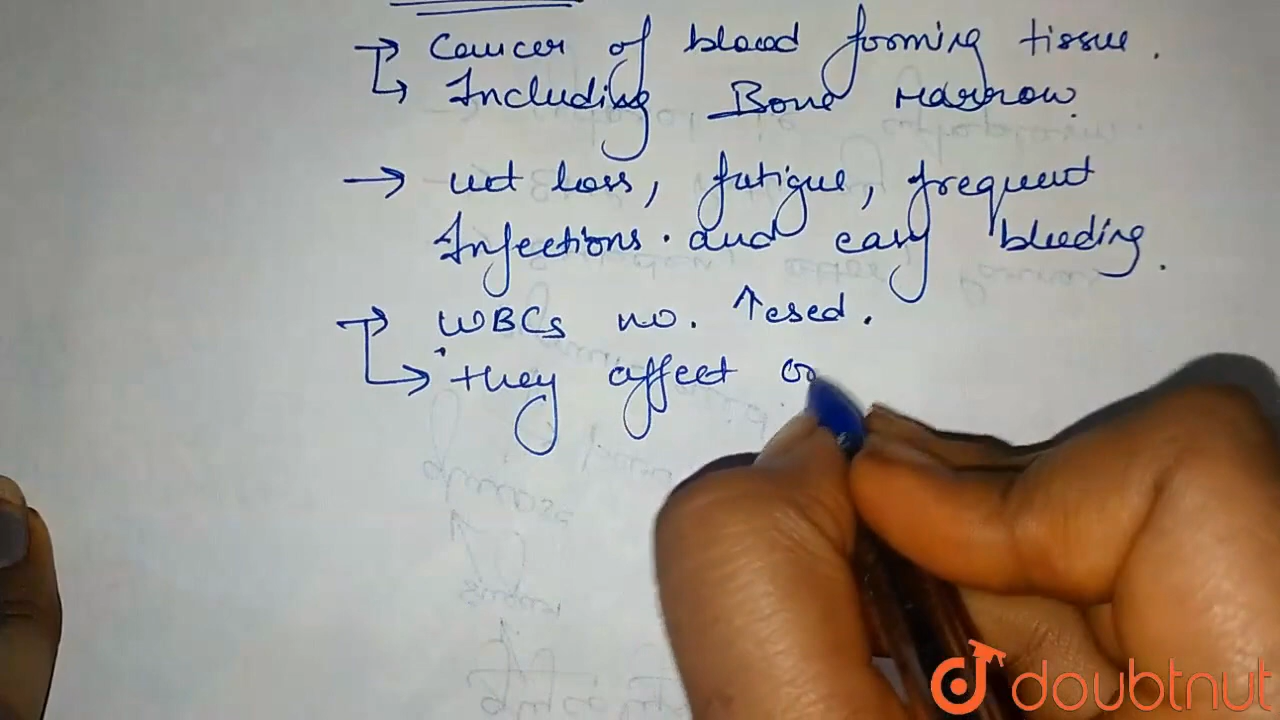 → Cancer of blood forming tissue.
↳ Including Bone Marrow.
→ wt loss, fatigue, frequent
Infections. and easy bleeding.
→ WBCs no. ↑esed.
↳ they affect o
doubtnut